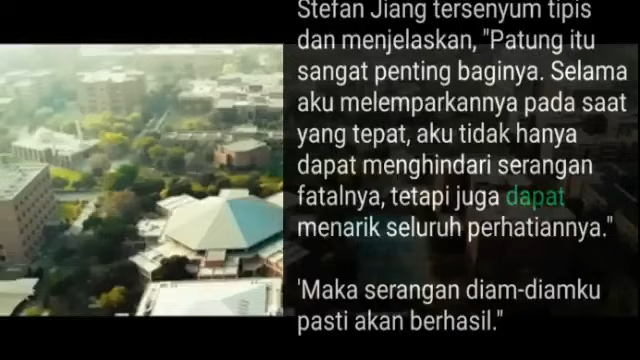 Stefan Jiang tersenyum tipis
dan menjelaskan, "Patung itu
sangat penting baginya. Selama
aku melemparkannya pada saat
yang tepat, aku tidak hanya
dapat menghindari serangan
fatalnya, tetapi juga dapat
menarik seluruh perhatiannya."
'Maka serangan diam-diamku
pasti akan berhasil."